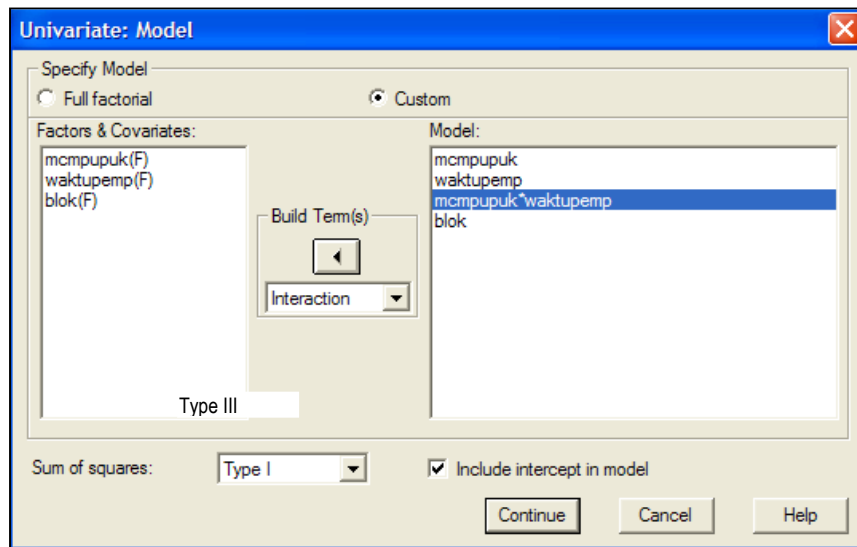 Univariate: Model
Specify Model
Full factorial
Custom
Factors & Covariates:
mcmpupuk(F)
waktupemp(F)
blok(F)
Build Term(s)
Interaction
Model:
mcmpupuk
waktupemp
mcmpupuk*waktupemp
blok
Type III
Sum of squares:
Type I
Include intercept in model
Continue
Cancel
Help